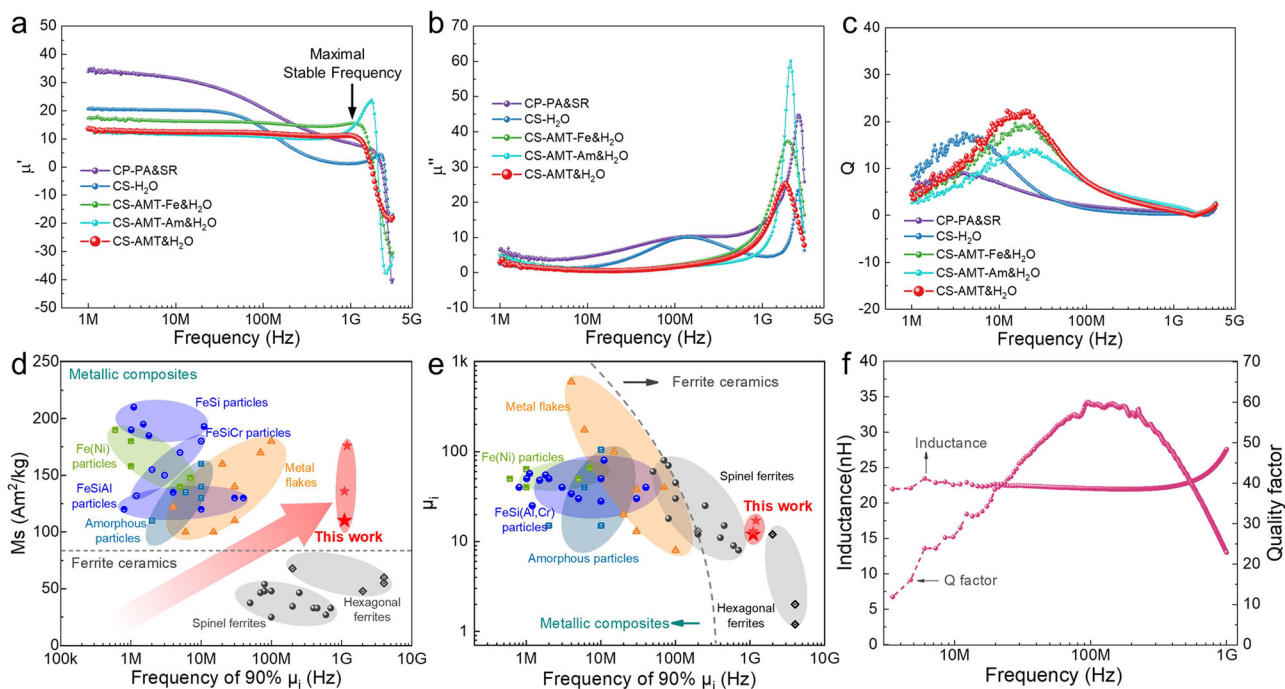 a
50
40
30
20
10
0
-10
-20
-30
-40
-50
μ'
Maximal
Stable Frequency
CP-PA&SR
CS-H₂O
CS-AMT-Fe&H₂O
CS-AMT-Am&H₂O
CS-AMT&H₂O
1M
10M
100M
1G
5G
Frequency (Hz)
b
70
60
50
40
30
20
10
0
-10
μ"
CP-PA&SR
CS-H₂O
CS-AMT-Fe&H₂O
CS-AMT-Am&H₂O
CS-AMT&H₂O
1M
10M
100M
1G
5G
Frequency (Hz)
c
40
30
20
10
0
-10
-20
Q
CP-PA&SR
CS-H₂O
CS-AMT-Fe&H₂O
CS-AMT-Am&H₂O
CS-AMT&H₂O
1M
10M
100M
1G
5G
Frequency (Hz)
d
250
200
150
100
50
0
Ms (Am²/kg)
Metallic composites
FeSi particles
FeSiCr particles
Fe(Ni)
particles
Metal
flakes
FeSiAl
particles
Amorphous
particles
This work
Ferrite ceramics
Spinel ferrites
Hexagonal
ferrites
100k
1M
10M
100M
1G
10G
Frequency of 90% μᵢ (Hz)
e
1k
100
10
1
μᵢ
Ferrite ceramics
Metal flakes
Fe(Ni) particles
Spinel ferrites
FeSi(Al,Cr)
particles
This work
Amorphous particles
Hexagonal
ferrites
Metallic composites
1M
10M
100M
1G
10G
Frequency of 90% μᵢ (Hz)
f
40
35
30
25
20
15
10
5
0
Inductance(nH)
Inductance
Q factor
70
60
50
40
30
20
10
0
Quality factor
10M
100M
1G
Frequency (Hz)